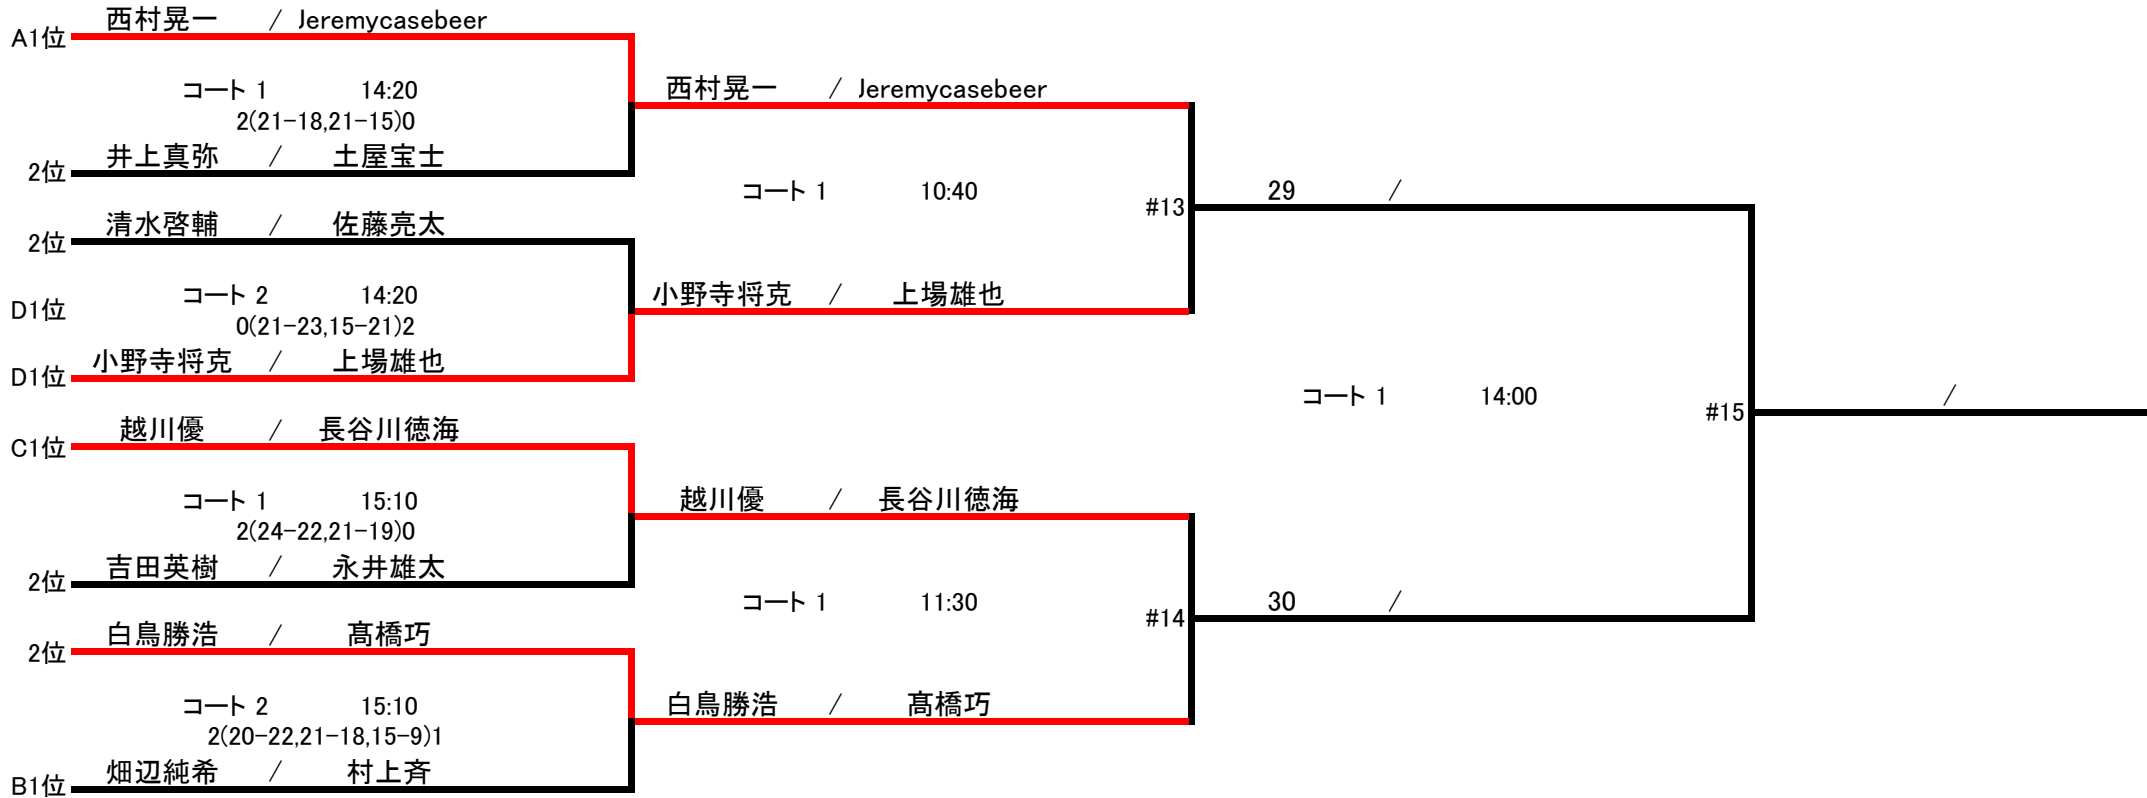 西村晃一 / Jeremycasebeer
A1位
コート 1 14:20
2(21-18,21-15)0
井上真弥 / 土屋宝士
2位
清水啓輔 / 佐藤亮太
2位
コート 2 14:20
D1位
0(21-23,15-21)2
小野寺将克 / 上場雄也
D1位
越川優 / 長谷川徳海
C1位
コート 1 15:10
2(24-22,21-19)0
吉田英樹 / 永井雄太
2位
白鳥勝浩 / 髙橋巧
2位
コート 2 15:10
2(20-22,21-18,15-9)1
畑辺純希 / 村上斉
B1位
西村晃一 / Jeremycasebeer
コート 1 10:40
#13
小野寺将克 / 上場雄也
越川優 / 長谷川徳海
コート 1 11:30
#14
白鳥勝浩 / 髙橋巧
29 /
コート 1 14:00
#15
30 /
/